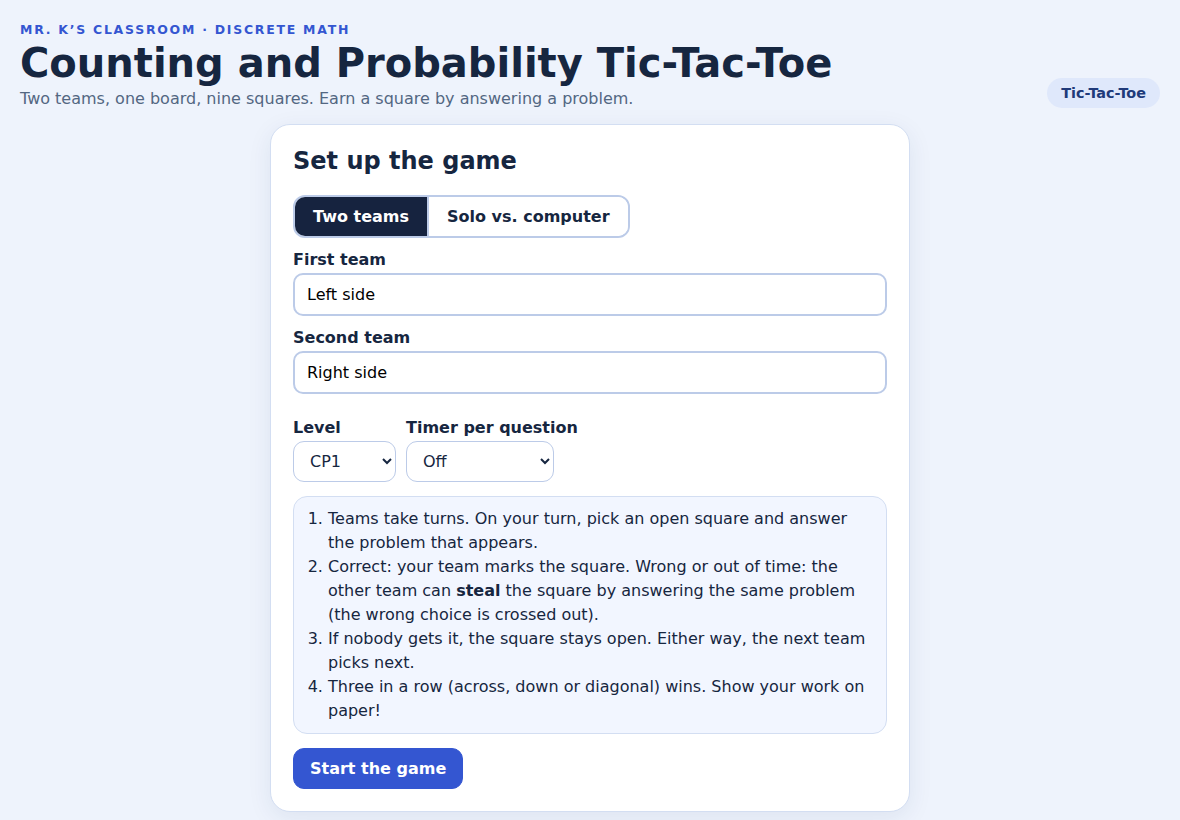 MR. K’S CLASSROOM · DISCRETE MATH
Counting and Probability Tic-Tac-Toe
Two teams, one board, nine squares. Earn a square by answering a problem.
Tic-Tac-Toe
Set up the game
Two teams
Solo vs. computer
First team
Left side
Second team
Right side
Level
Timer per question
CP1
Off
1. Teams take turns. On your turn, pick an open square and answer
the problem that appears.
2. Correct: your team marks the square. Wrong or out of time: the
other team can steal the square by answering the same problem
(the wrong choice is crossed out).
3. If nobody gets it, the square stays open. Either way, the next team
picks next.
4. Three in a row (across, down or diagonal) wins. Show your work on
paper!
Start the game